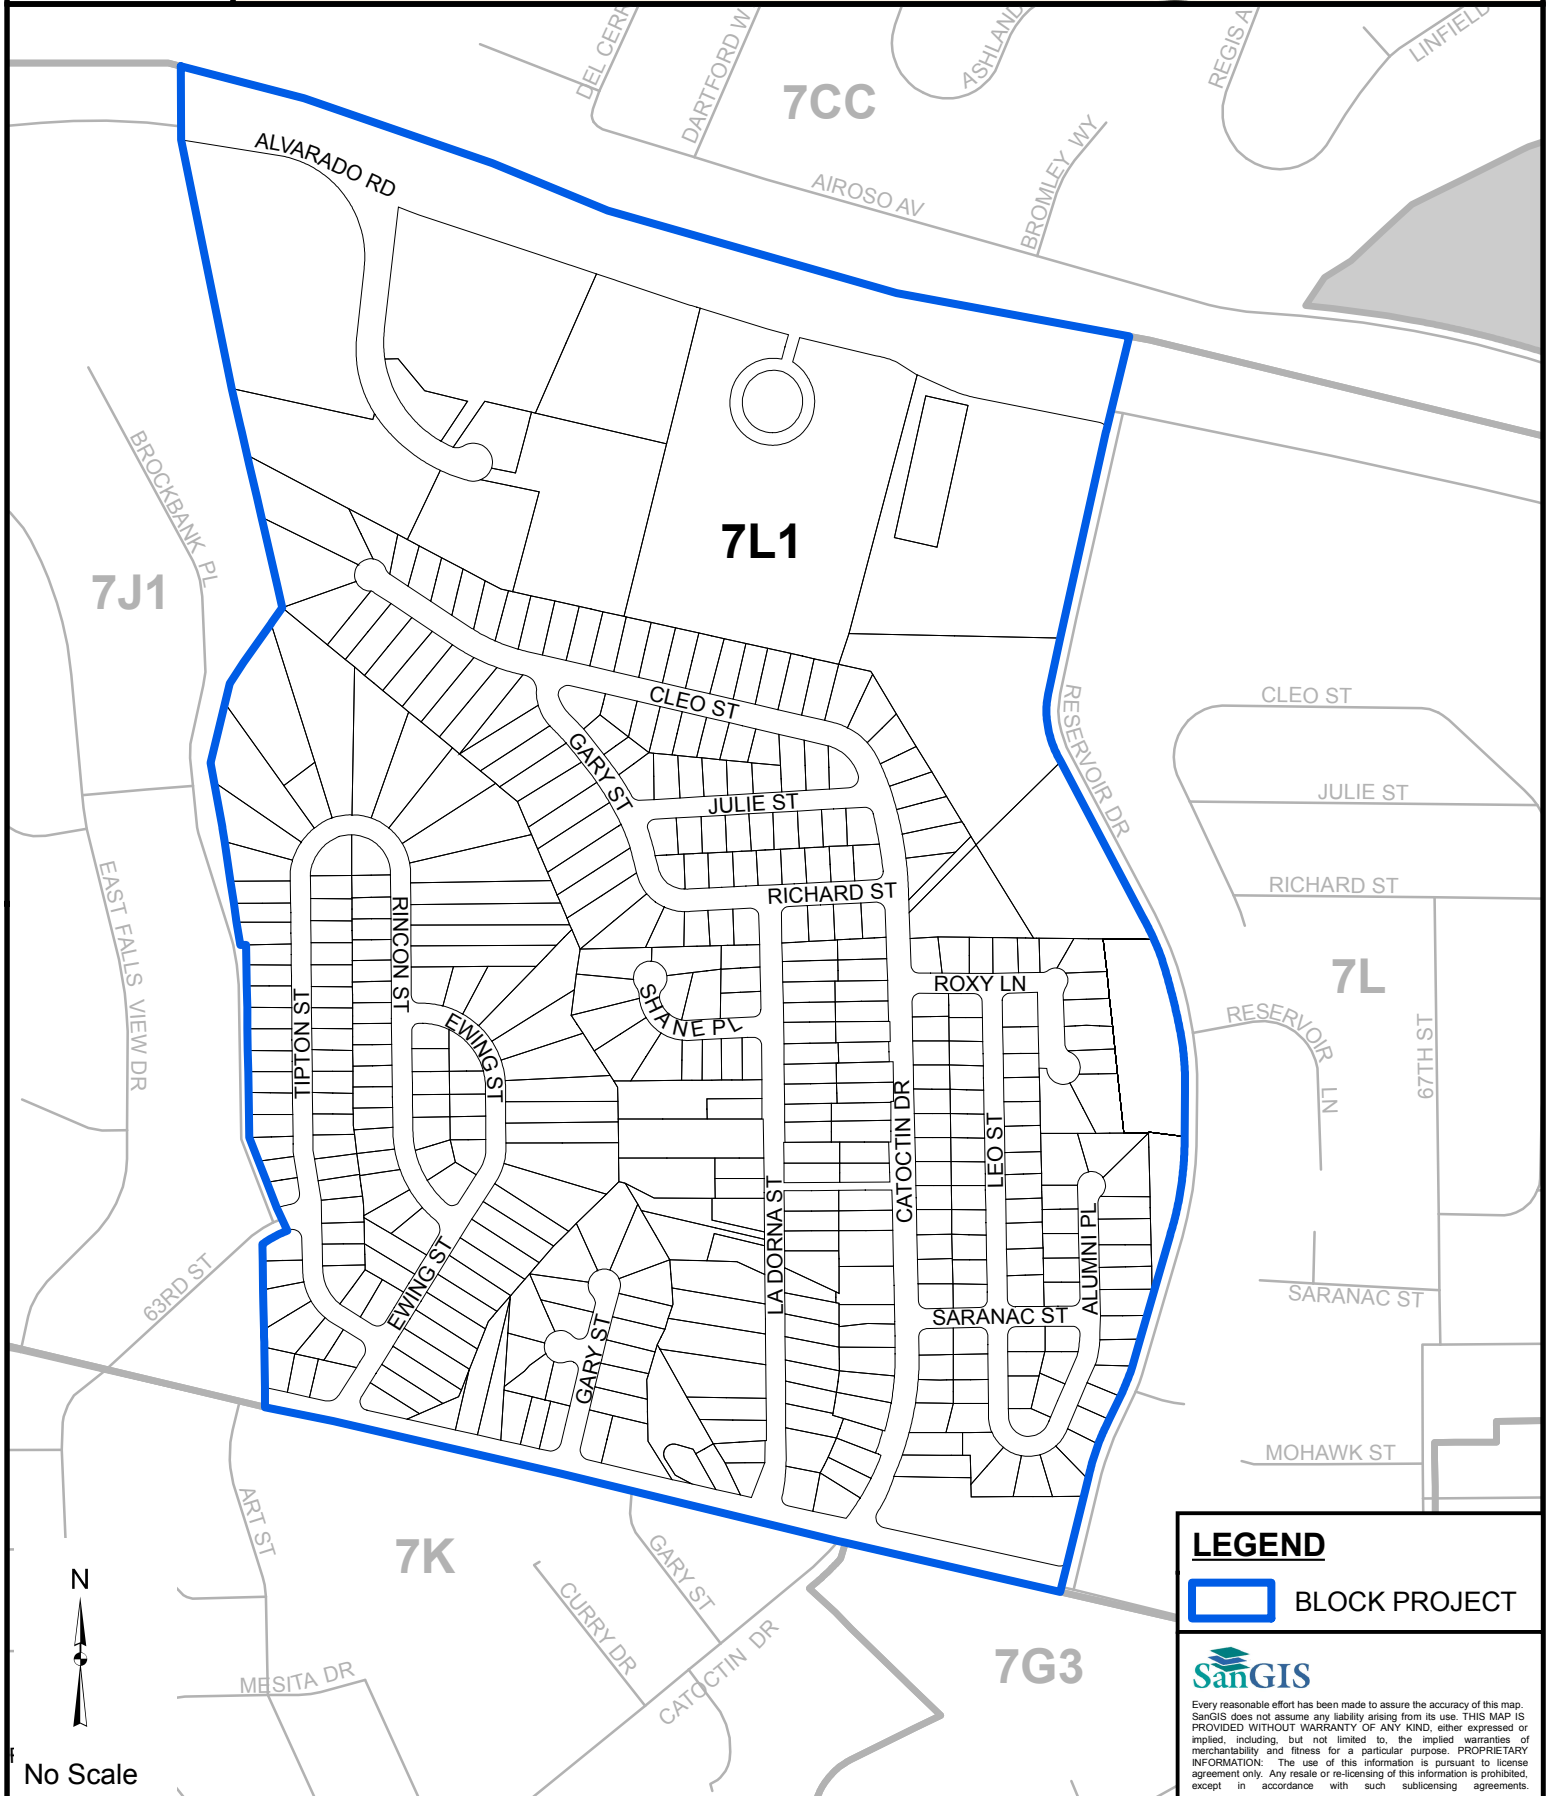 DEL CERR
DARTFORD W
ASHLAND
REGIS A
LINFIELD
7CC
BROMLEY WY
AIROSO AV
ALVARADO RD
BROCKBANK PL
7J1
7L1
CLEO ST
GARY ST
JULIE ST
RICHARD ST
RESERVOIR DR
CLEO ST
JULIE ST
RICHARD ST
EAST FALLS VIEW DR
RINCON ST
TIPTON ST
EWING ST
SHANE PL
ROXY LN
7L
RESERVOIR LN
67TH ST
CATOCTIN DR
LEO ST
LA DORNA ST
ALUMNI PL
63RD ST
EWING ST
GARY ST
SARANAC ST
SARANAC ST
MOHAWK ST
ART ST
7K
GARY ST
CURRY DR
CATOCTIN DR
MESITA DR
7G3
N
No Scale
LEGEND
BLOCK PROJECT
SanGIS
Every reasonable effort has been made to assure the accuracy of this map.
SanGIS does not assume any liability arising from its use. THIS MAP IS
PROVIDED WITHOUT WARRANTY OF ANY KIND, either expressed or
implied, including, but not limited to, the implied warranties of
merchantability and fitness for a particular purpose. PROPRIETARY
INFORMATION: The use of this information is pursuant to license
agreement only. Any resale or re-licensing of this information is prohibited,
except in accordance with such sublicensing agreements.